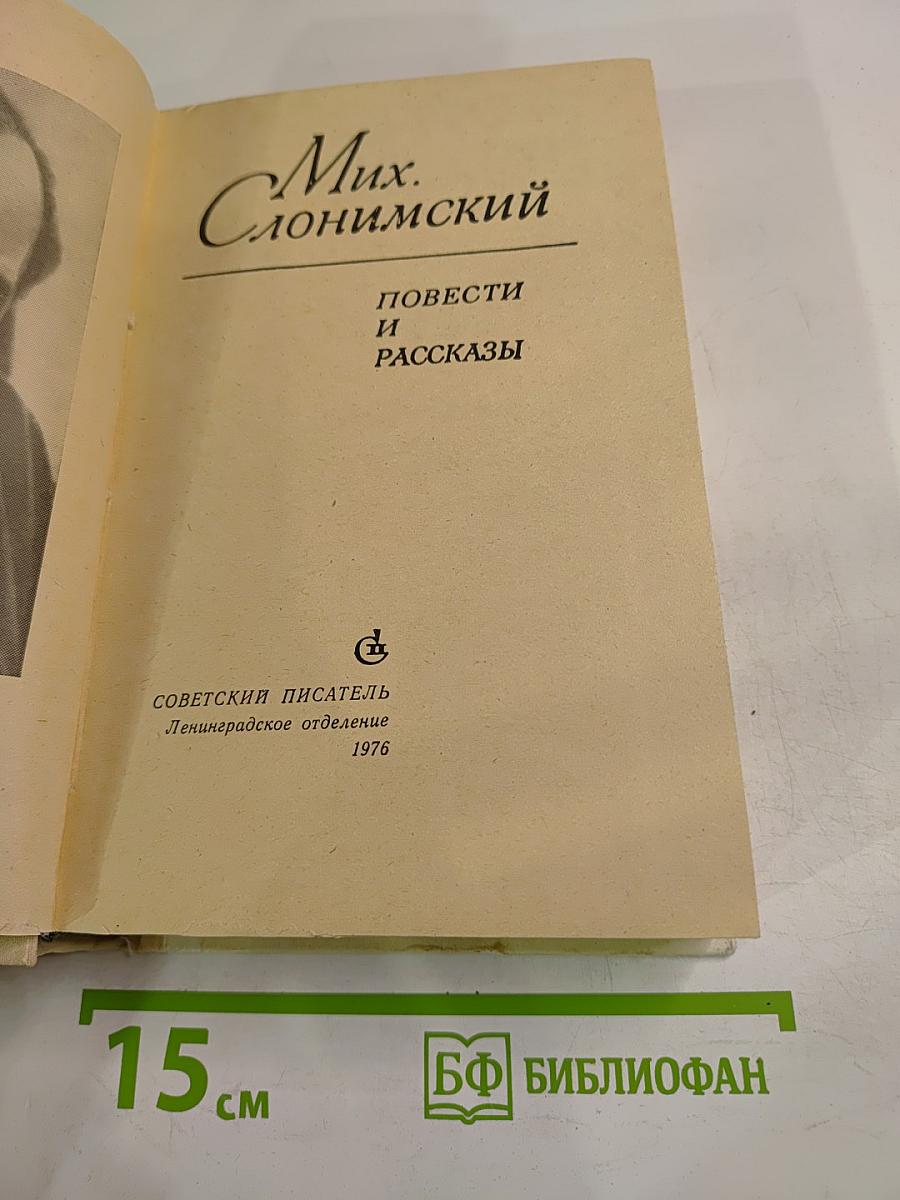 Мих.
Слонимский
ПОВЕСТИ
И
РАССКАЗЫ
СОВЕТСКИЙ ПИСАТЕЛЬ
Ленинградское отделение
1976
15 см
БФ БИБЛИОФАН